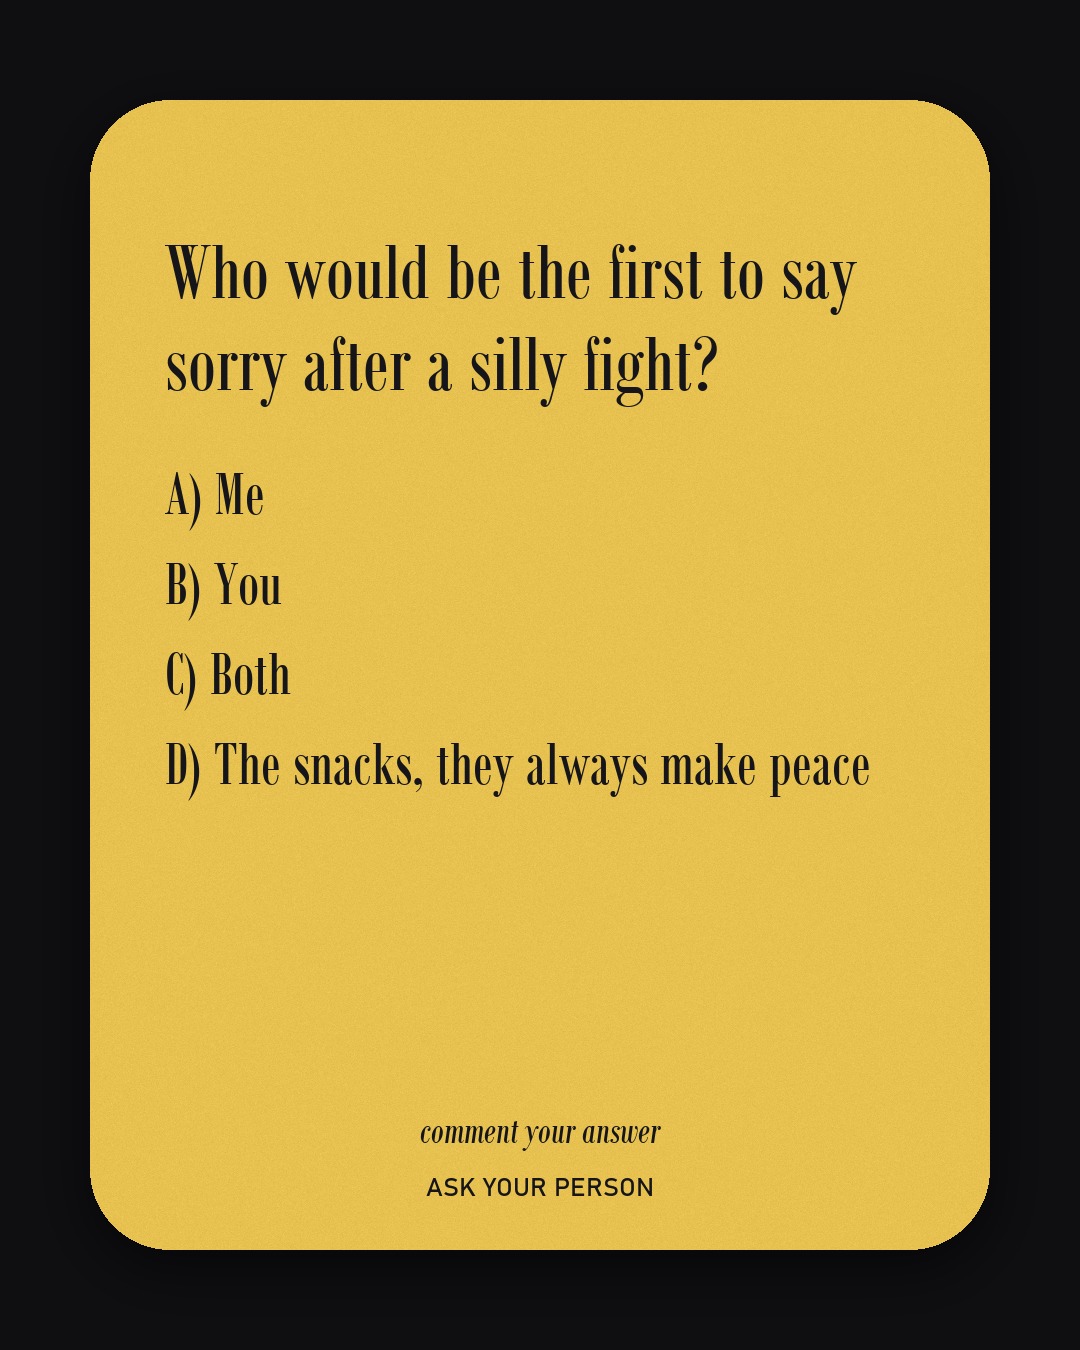 Who would be the first to say
sorry after a silly fight?
A) Me
B) You
C) Both
D) The snacks, they always make peace
comment your answer
ASK YOUR PERSON